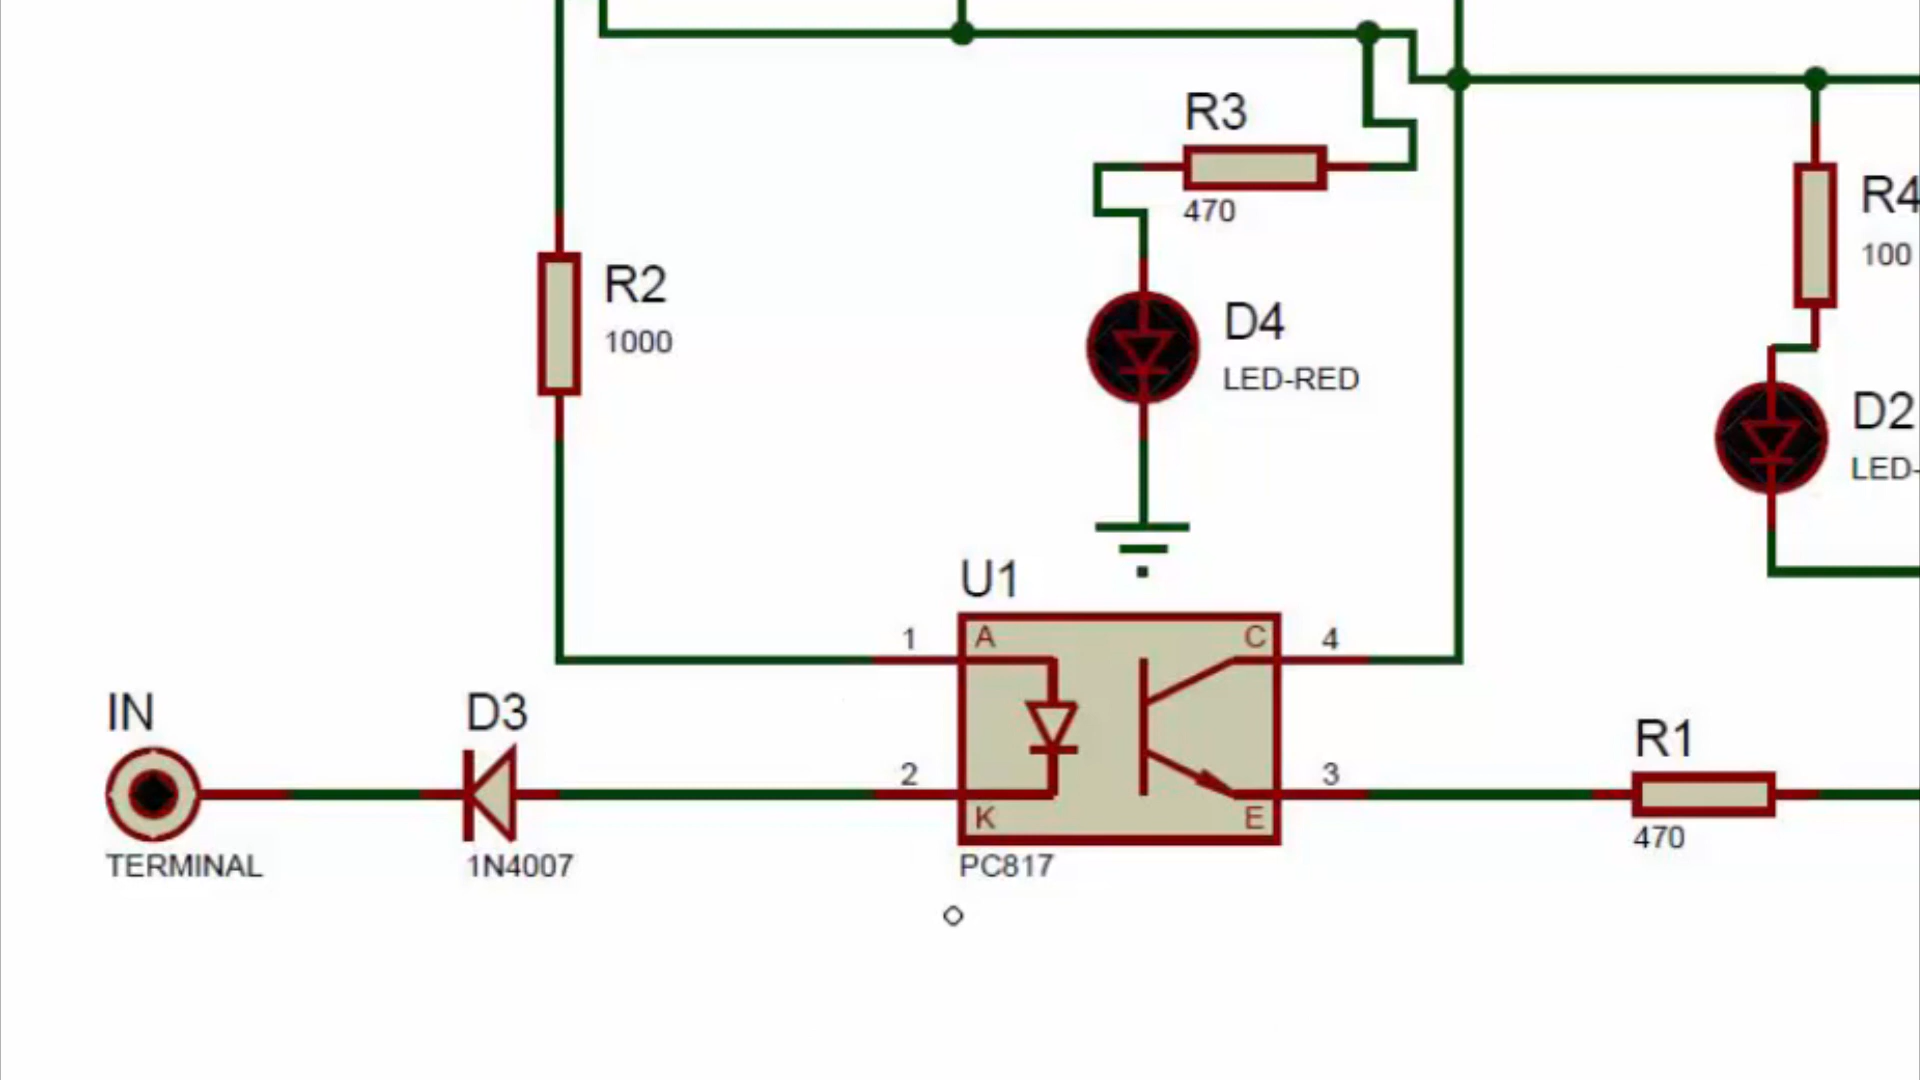 R3
470
R4
100
R2
1000
D4
LED-RED
D2
LED-
U1
1
A
C
4
IN
TERMINAL
D3
1N4007
2
K
E
3
PC817
R1
470